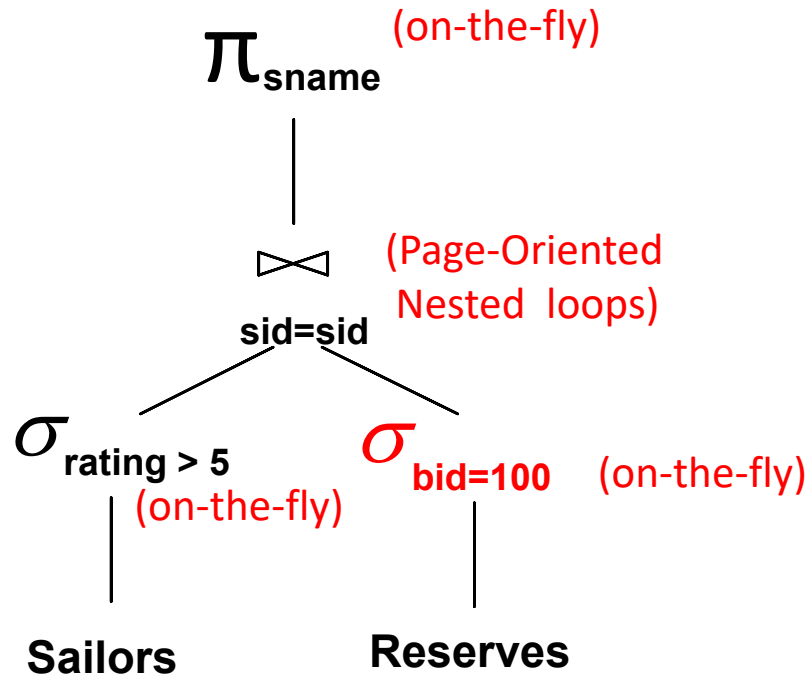 π sname (on-the-fly)
⋈ (Page-Oriented
Nested loops)
sid=sid
σ rating > 5
(on-the-fly)
σ bid=100 (on-the-fly)
Sailors
Reserves